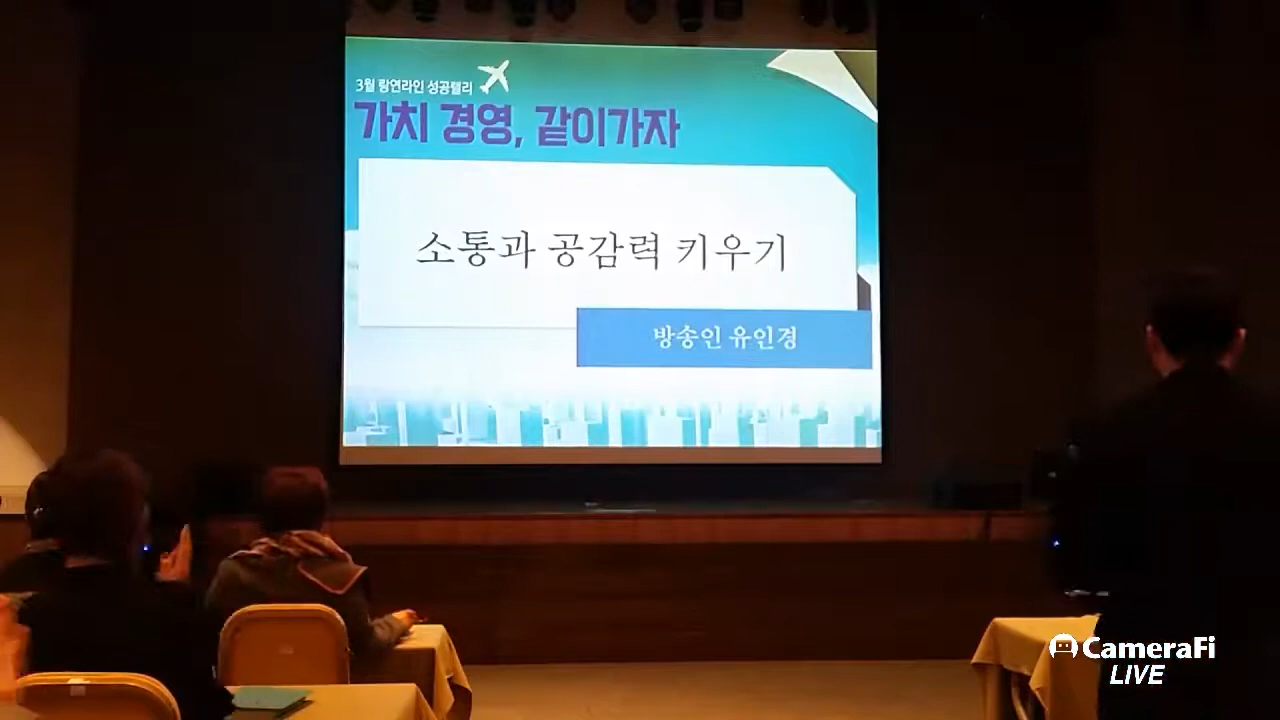 3월 랑연라인 성공랠리
가치 경영, 같이가자
소통과 공감력 키우기
방송인 유인경
CameraFi
LIVE